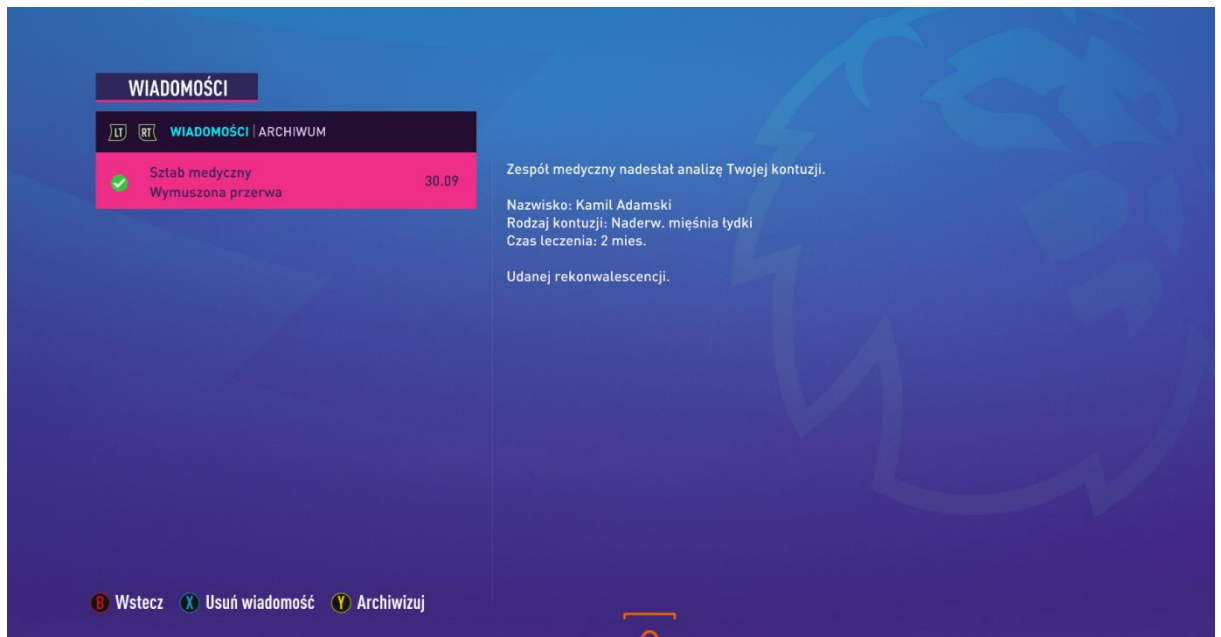 WIADOMOŚCI
LT RT WIADOMOŚCI | ARCHIWUM
Sztab medyczny
Wymuszona przerwa
30.09
Zespół medyczny nadesłał analizę Twojej kontuzji.
Nazwisko: Kamil Adamski
Rodzaj kontuzji: Naderw. mięśnia łydki
Czas leczenia: 2 mies.
Udanej rekonwalescencji.
B Wstecz X Usuń wiadomość Y Archiwizuj